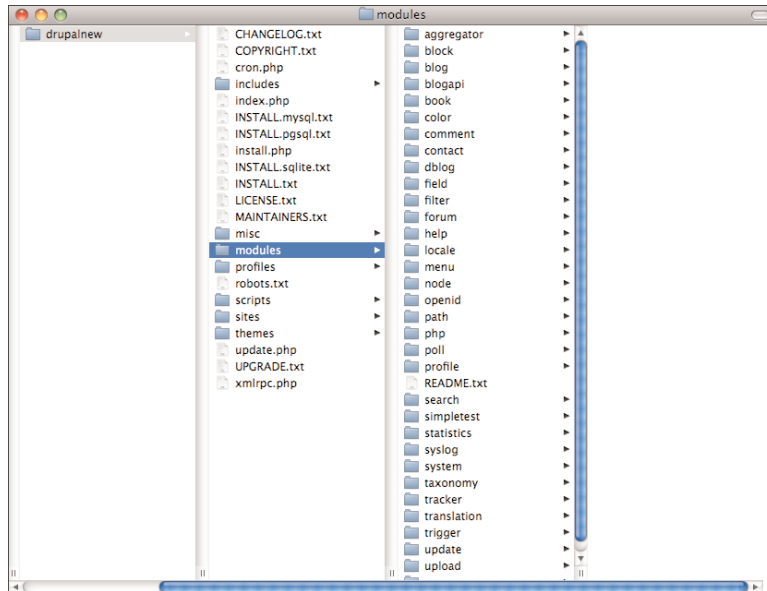 modules
drupalnew
CHANGELOG.txt
COPYRIGHT.txt
cron.php
includes
index.php
INSTALL.mysql.txt
INSTALL.pgsql.txt
install.php
INSTALL.sqlite.txt
INSTALL.txt
LICENSE.txt
MAINTAINERS.txt
misc
modules
profiles
robots.txt
scripts
sites
themes
update.php
UPGRADE.txt
xmlrpc.php
aggregator
block
blog
blogapi
book
color
comment
contact
dblog
field
filter
forum
help
locale
menu
node
openid
path
php
poll
profile
README.txt
search
simpletest
statistics
syslog
system
taxonomy
tracker
translation
trigger
update
upload